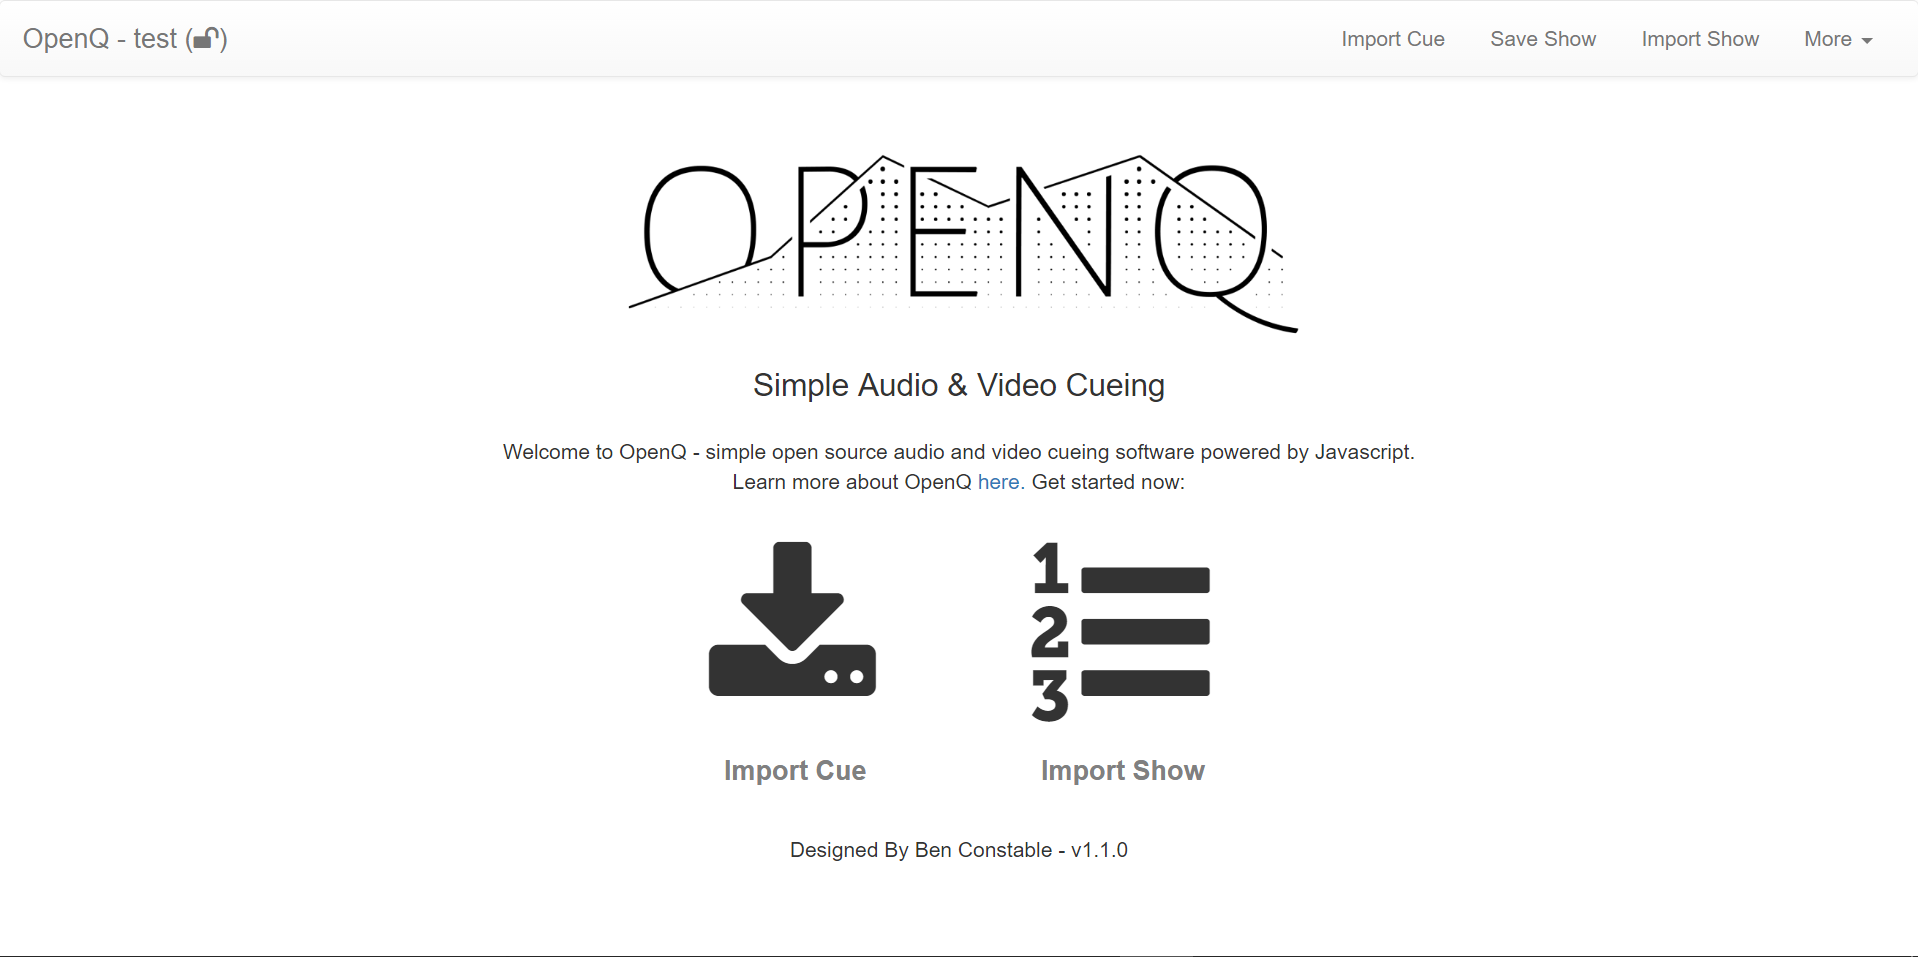 OpenQ - test ()
Import Cue
Save Show
Import Show
More
OPENQ
Simple Audio & Video Cueing
Welcome to OpenQ - simple open source audio and video cueing software powered by Javascript.
Learn more about OpenQ here. Get started now:
1
2
3
Import Cue
Import Show
Designed By Ben Constable - v1.1.0